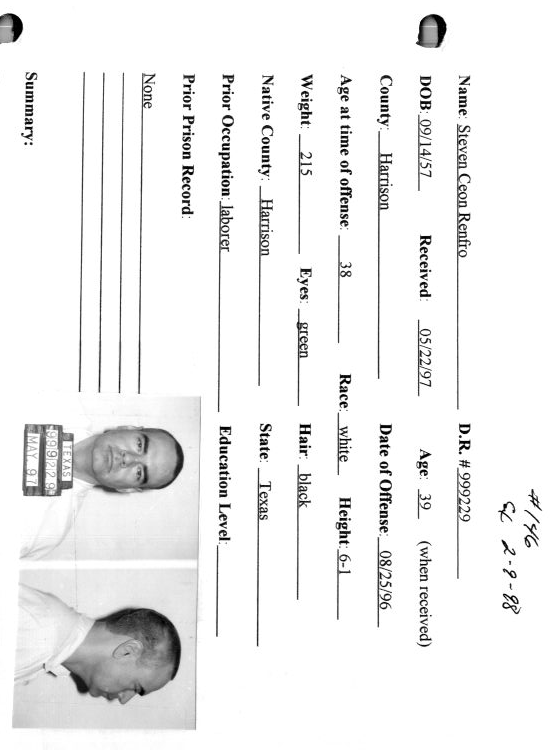 #146
2-9-98
Name: Steven Ceon Renfro D.R. # 999229
DOB: 09/14/57 Received: 05/22/97 Age: 39 (when received)
County: Harrison Date of Offense: 08/25/96
Age at time of offense: 38 Race: white Height: 6-1
Weight: 215 Eyes: green Hair: black
Native County: Harrison State: Texas
Prior Occupation: laborer Education Level:
Prior Prison Record:
None
Summary:
TEXAS
999229
MAY 97